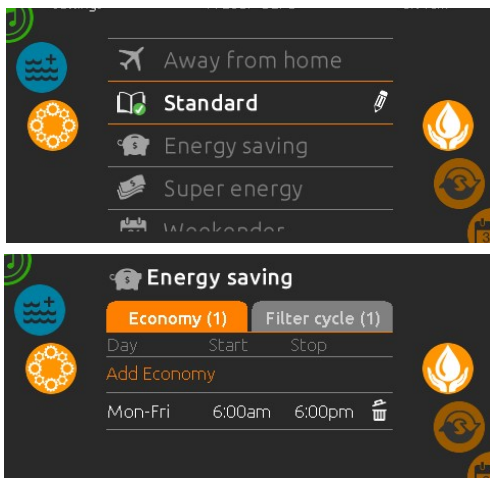 Away from home
Standard
Energy saving
Super energy
Weekender
Energy saving
Economy (1) Filter cycle (1)
Day Start Stop
Add Economy
Mon-Fri 6:00am 6:00pm